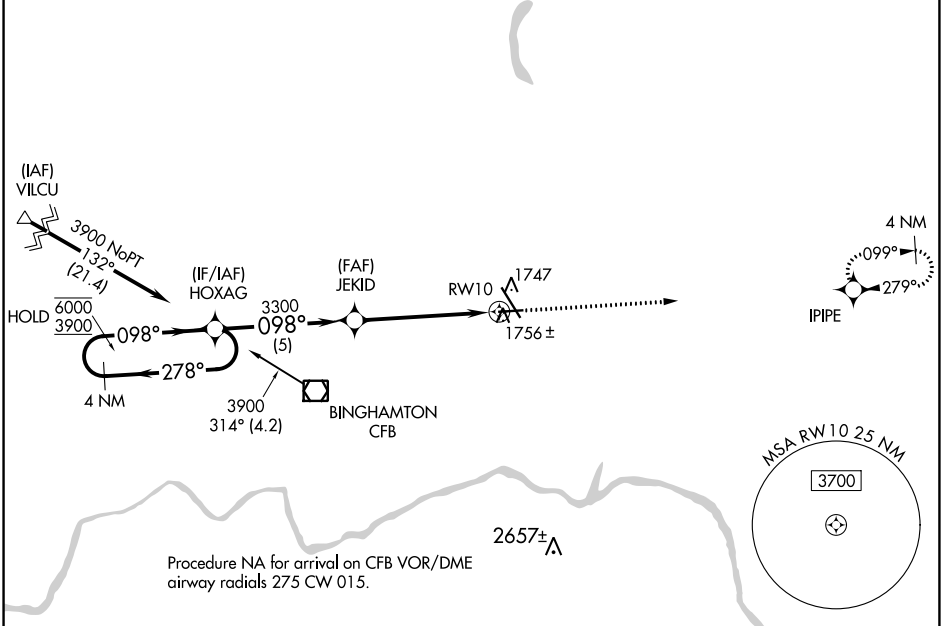 (IAF)
VILCU
3900 NoPT
132°
(21.4)
(IF/IAF)
HOXAG
(FAF)
JEKID
RW10
1747
4 NM
099°
279°
IPIPE
HOLD
6000
3900
098°
3300
098°
(5)
1756 ±
278°
4 NM
3900
314° (4.2)
BINGHAMTON
CFB
MSA RW10 25 NM
3700
2657±
Procedure NA for arrival on CFB VOR/DME
airway radials 275 CW 015.